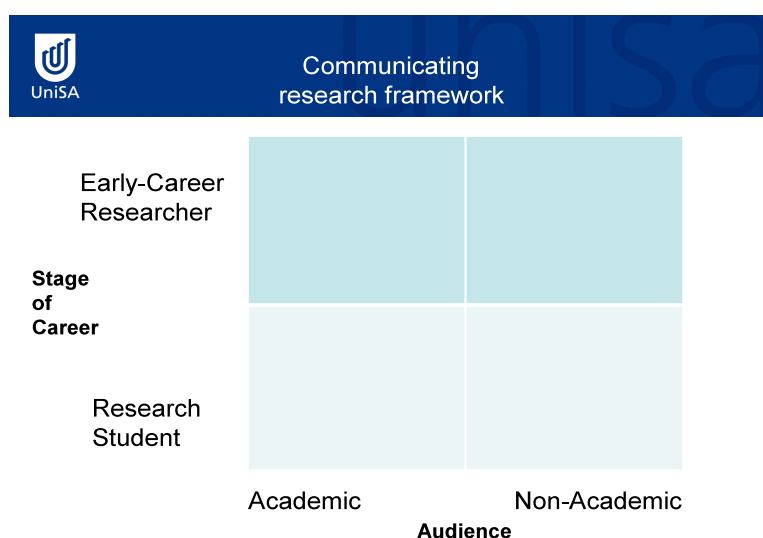 UniSA
Communicating
research framework
Early-Career
Researcher
Stage
of
Career
Research
Student
Academic
Non-Academic
Audience